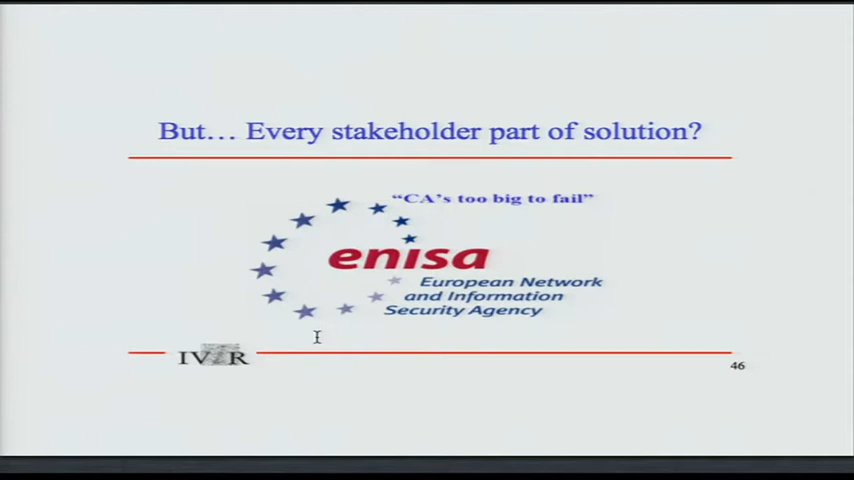 But… Every stakeholder part of solution?
“CA’s too big to fail”
enisa
European Network
and Information
Security Agency
IViR
46